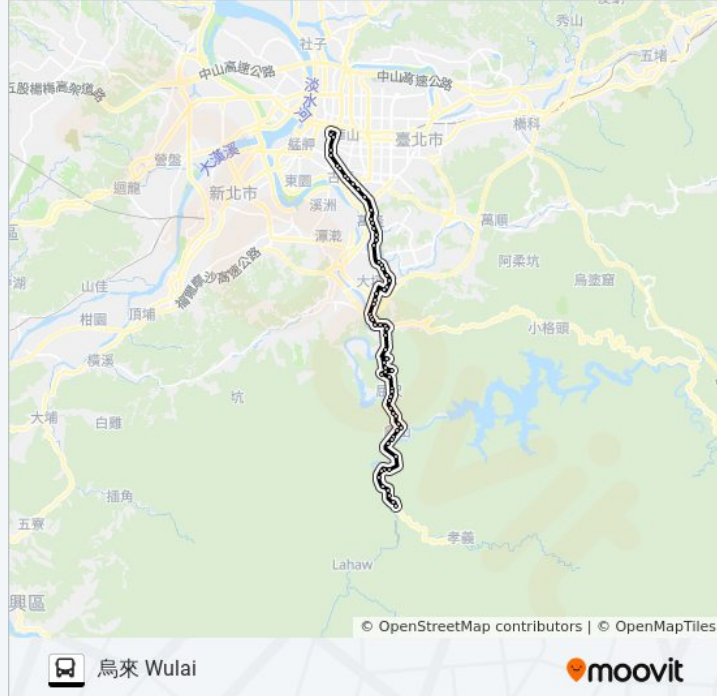 秀山
五堵
社子
中山高速公路
中山高速公路
五股楊梅高架道路
淡水河
橫科
臺北市
艋舺
營盤
大漢溪
迴龍
東園
新北市
溪洲
萬順
阿柔坑
福爾摩沙高速公路
烏塗窟
山佳
柑園
頂埔
小格頭
橫溪
坑
大埔
白雞
插角
五寮
孝義
Lahaw
興區
© OpenStreetMap contributors | © OpenMapTiles
烏來 Wulai
moovit